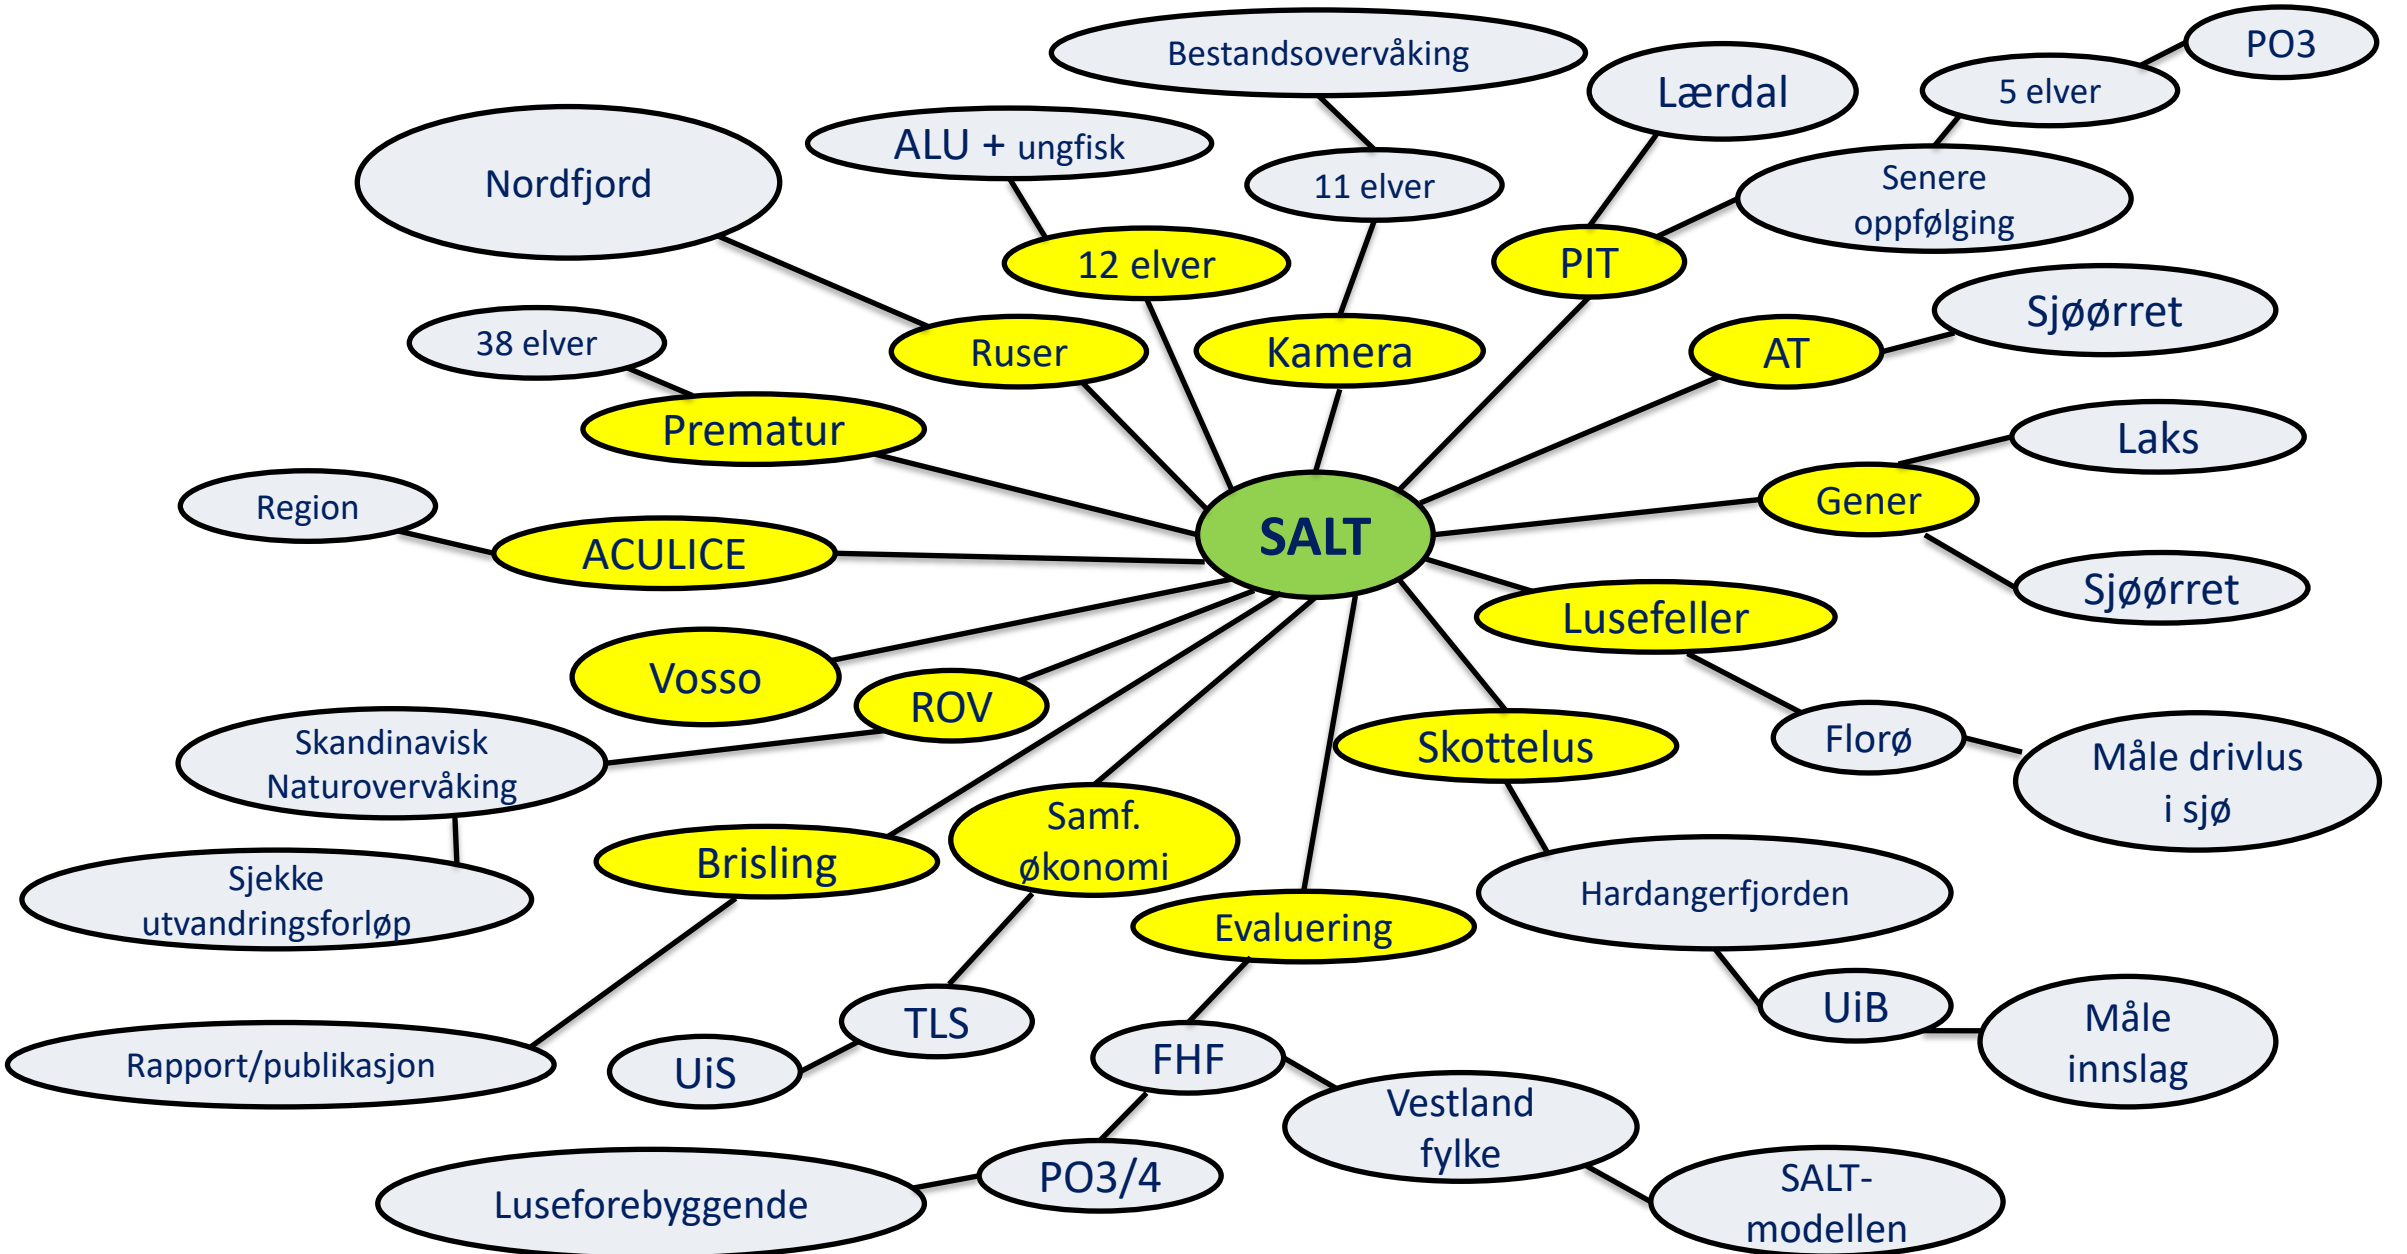 Bestandsovervåking
PO3
Lærdal
5 elver
ALU + ungfisk
Nordfjord
11 elver
Senere
oppfølging
12 elver
PIT
Sjøørret
38 elver
Ruser
Kamera
AT
Prematur
Laks
Region
Gener
ACULICE
SALT
Sjøørret
Lusefeller
Vosso
ROV
Skandinavisk
Naturovervåking
Skottelus
Florø
Måle drivlus
i sjø
Sjekke
utvandringsforløp
Brisling
Samf.
økonomi
Evaluering
Hardangerfjorden
Rapport/publikasjon
UiS
TLS
FHF
UiB
Måle
innslag
Vestland
fylke
Luseforebyggende
PO3/4
SALT-
modellen